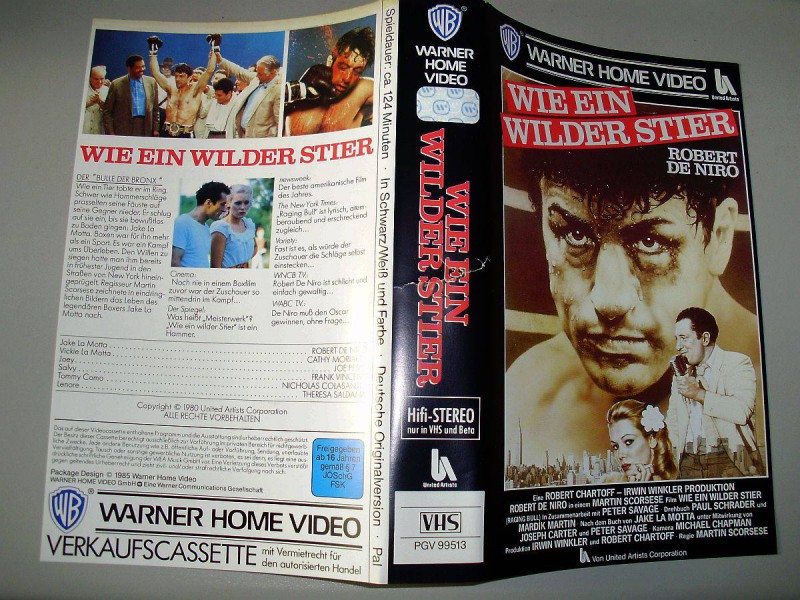 WIE EIN WILDER STIER
DER "BULLE DER BRONX"
Wie ein Tier tobte er im Ring.
Schwer wie Hammerschläge
prasselten seine Fäuste auf
seine Gegner nieder. Er schlug
auf sie ein, bis sie bewußtlos
zu Boden gingen: Jake La
Motta. Boxen war für ihn mehr
als ein Sport. Es war ein Kampf
ums Überleben. Den Willen zu
siegen hatte man ihm bereits
in frühester Jugend in den
Straßen von New York hinein-
geprügelt. Regisseur Martin
Scorsese zeichnete in eindring-
lichen Bildern das Leben des
legendären Boxers Jake La
Motta nach.
Cinema:
Noch nie in einem Boxfilm
zuvor war der Zuschauer so
mittendrin im Kampf...
Der Spiegel:
Was heißt „Meisterwerk"?
„Wie ein wilder Stier" ist ein
Hammer.
newsweek:
Der beste amerikanische Film
des Jahres.
The New York Times:
"Raging Bull" ist lyrisch, atem-
beraubend und erschreckend
zugleich...
Variety:
Fast ist es, als würde der
Zuschauer die Schläge selbst
einstecken...
WNCB TV:
Robert De Niro ist schlicht und
einfach gewaltig...
WABC TV:
De Niro muß den Oscar
gewinnen, ohne Frage...
Jake La Motta ROBERT DE
Vickie La Motta CATHY
Joey JOE
Salvy FRANK
Tommy Como NICHOLAS
Lenore THERESA
Copyright © 1980 United Artists Corporation
ALLE RECHTE VORBEHALTEN
Package Design © 1985 Warner Home Video
WARNER HOME VIDEO GmbH Eine Warner Communications Gesellschaft
Freigegeben
ab 16 Jahren
gemäß § 7
JÖSchG
FSK
WB
WARNER HOME VIDEO
VERKAUFSCASSETTE mit Vermietrecht für
den autorisierten Handel
Spieldauer: ca. 124 Minuten · In Schwarz/Weiß und Farbe · Deutsche Originalversion · Pal
WB
WARNER
HOME
VIDEO
WIE EIN
WILDER STIER
Hifi-STEREO
nur in VHS und Beta
United Artists
VHS
PGV 99513
WB
WARNER HOME VIDEO
United Artists
WIE EIN
WILDER STIER
ROBERT
DE NIRO
Eine ROBERT CHARTOFF – IRWIN WINKLER PRODUKTION
ROBERT DE NIRO in einem MARTIN SCORSESE Film WIE EIN WILDER STIER
(RAGING BULL) in Zusammenarbeit mit PETER SAVAGE · Drehbuch PAUL SCHRADER und
MARDIK MARTIN · Nach dem Buch von JAKE LA MOTTA unter Mitwirkung von
JOSEPH CARTER und PETER SAVAGE · Kamera MICHAEL CHAPMAN
Produktion IRWIN WINKLER und ROBERT CHARTOFF · Regie MARTIN SCORSESE
Von United Artists